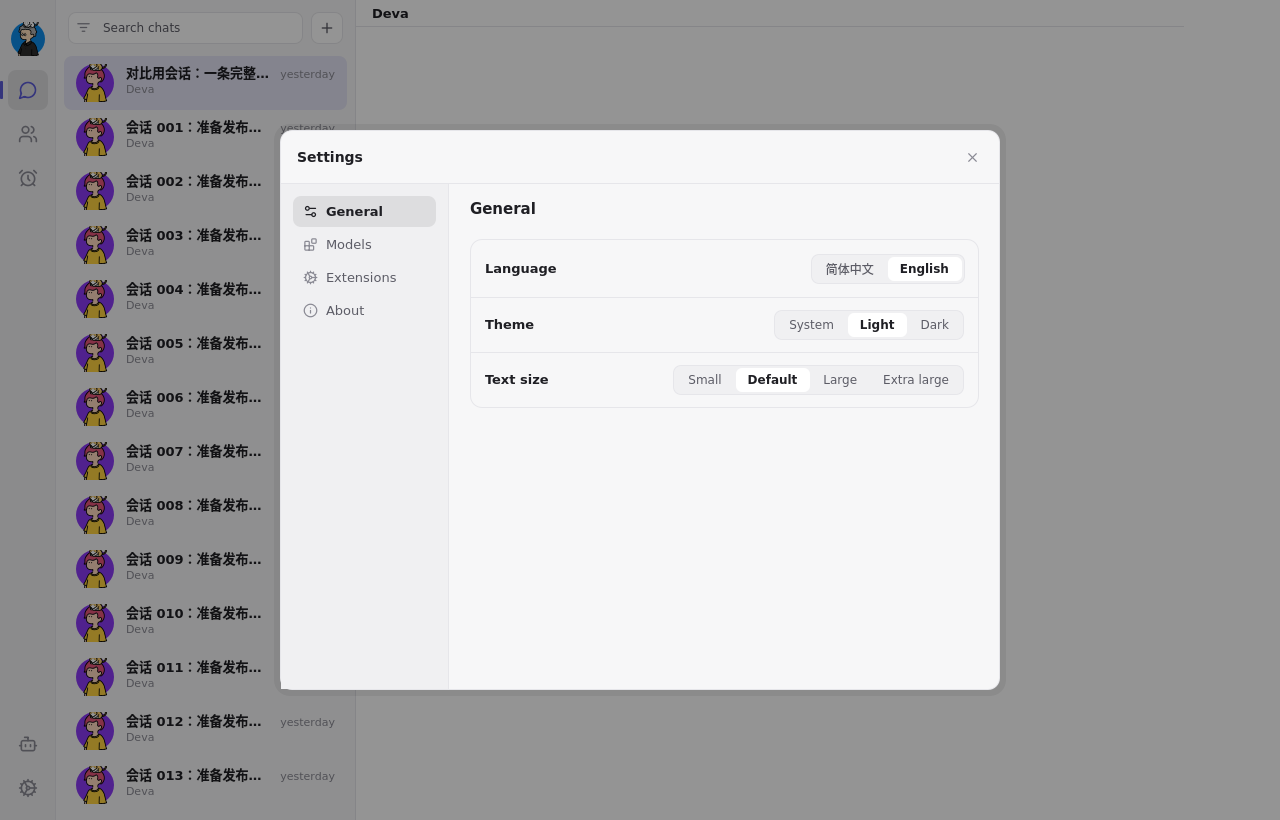 Search chats
Deva
对比用会话：一条完整... yesterday
Deva
会话 001：准备发布... yesterday
Deva
会话 002：准备发布...
Deva
会话 003：准备发布...
Deva
会话 004：准备发布...
Deva
会话 005：准备发布...
Deva
会话 006：准备发布...
Deva
会话 007：准备发布...
Deva
会话 008：准备发布...
Deva
会话 009：准备发布...
Deva
会话 010：准备发布...
Deva
会话 011：准备发布...
Deva
会话 012：准备发布... yesterday
Deva
会话 013：准备发布... yesterday
Deva
Settings
General
Models
Extensions
About
General
Language 简体中文 English
Theme System Light Dark
Text size Small Default Large Extra large